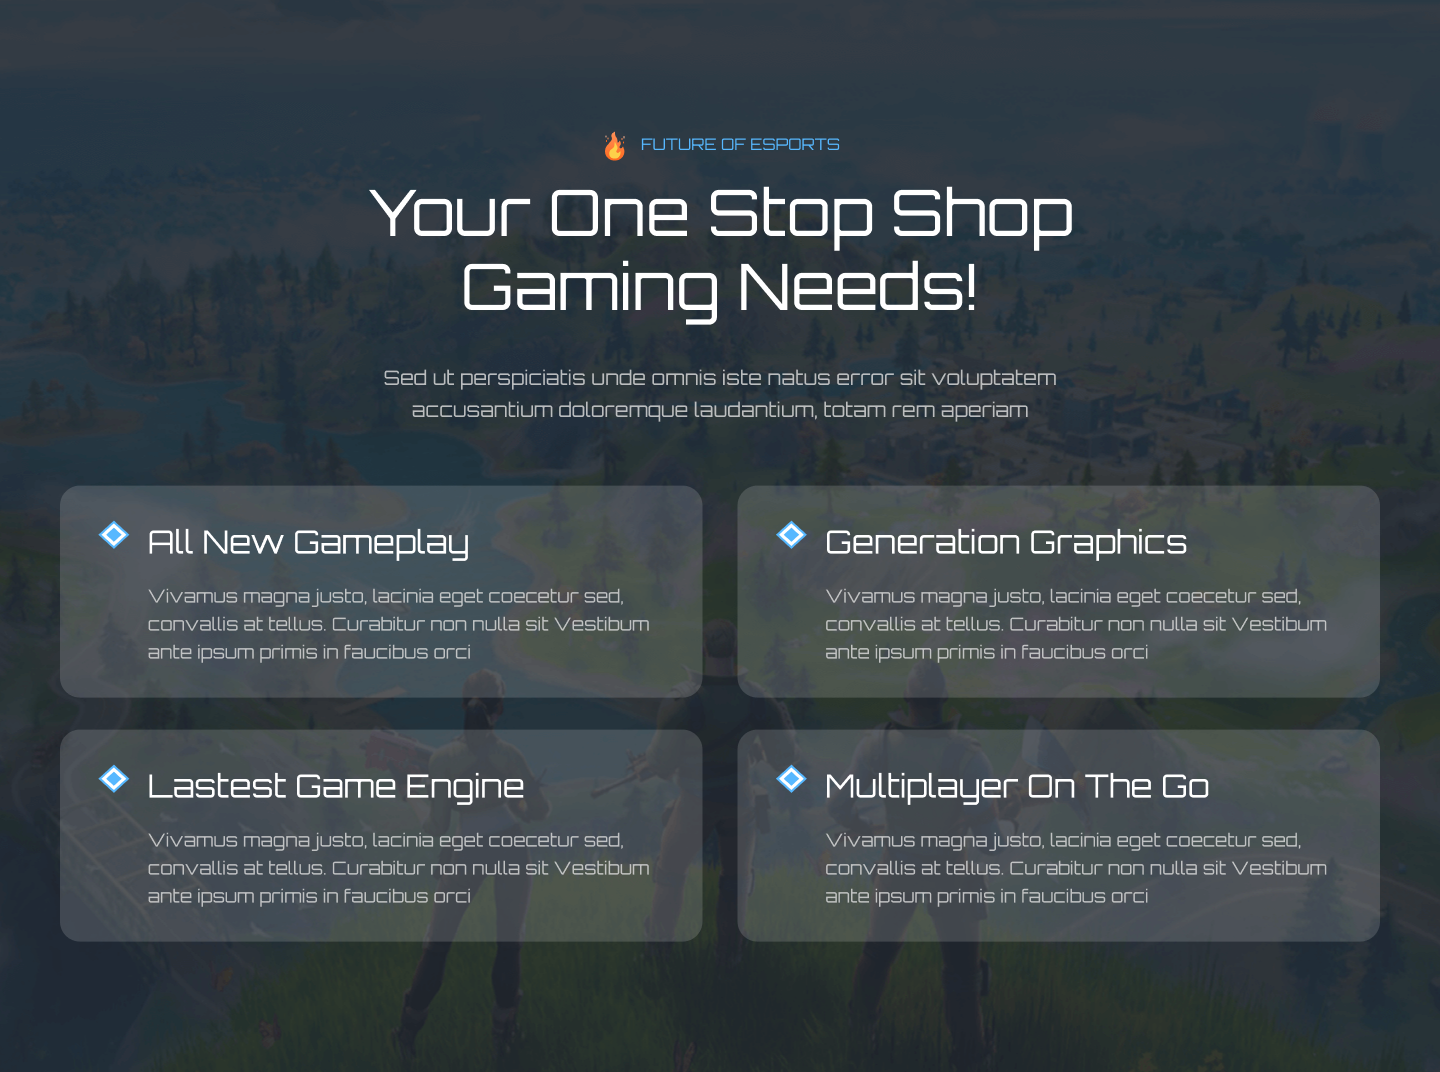 FUTURE OF ESPORTS
Your One Stop Shop
Gaming Needs!
Sed ut perspiciatis unde omnis iste natus error sit voluptatem
accusantium doloremque laudantium, totam rem aperiam
All New Gameplay
Vivamus magna justo, lacinia eget coecetur sed,
convallis at tellus. Curabitur non nulla sit Vestibum
ante ipsum primis in faucibus orci
Generation Graphics
Vivamus magna justo, lacinia eget coecetur sed,
convallis at tellus. Curabitur non nulla sit Vestibum
ante ipsum primis in faucibus orci
Lastest Game Engine
Vivamus magna justo, lacinia eget coecetur sed,
convallis at tellus. Curabitur non nulla sit Vestibum
ante ipsum primis in faucibus orci
Multiplayer On The Go
Vivamus magna justo, lacinia eget coecetur sed,
convallis at tellus. Curabitur non nulla sit Vestibum
ante ipsum primis in faucibus orci